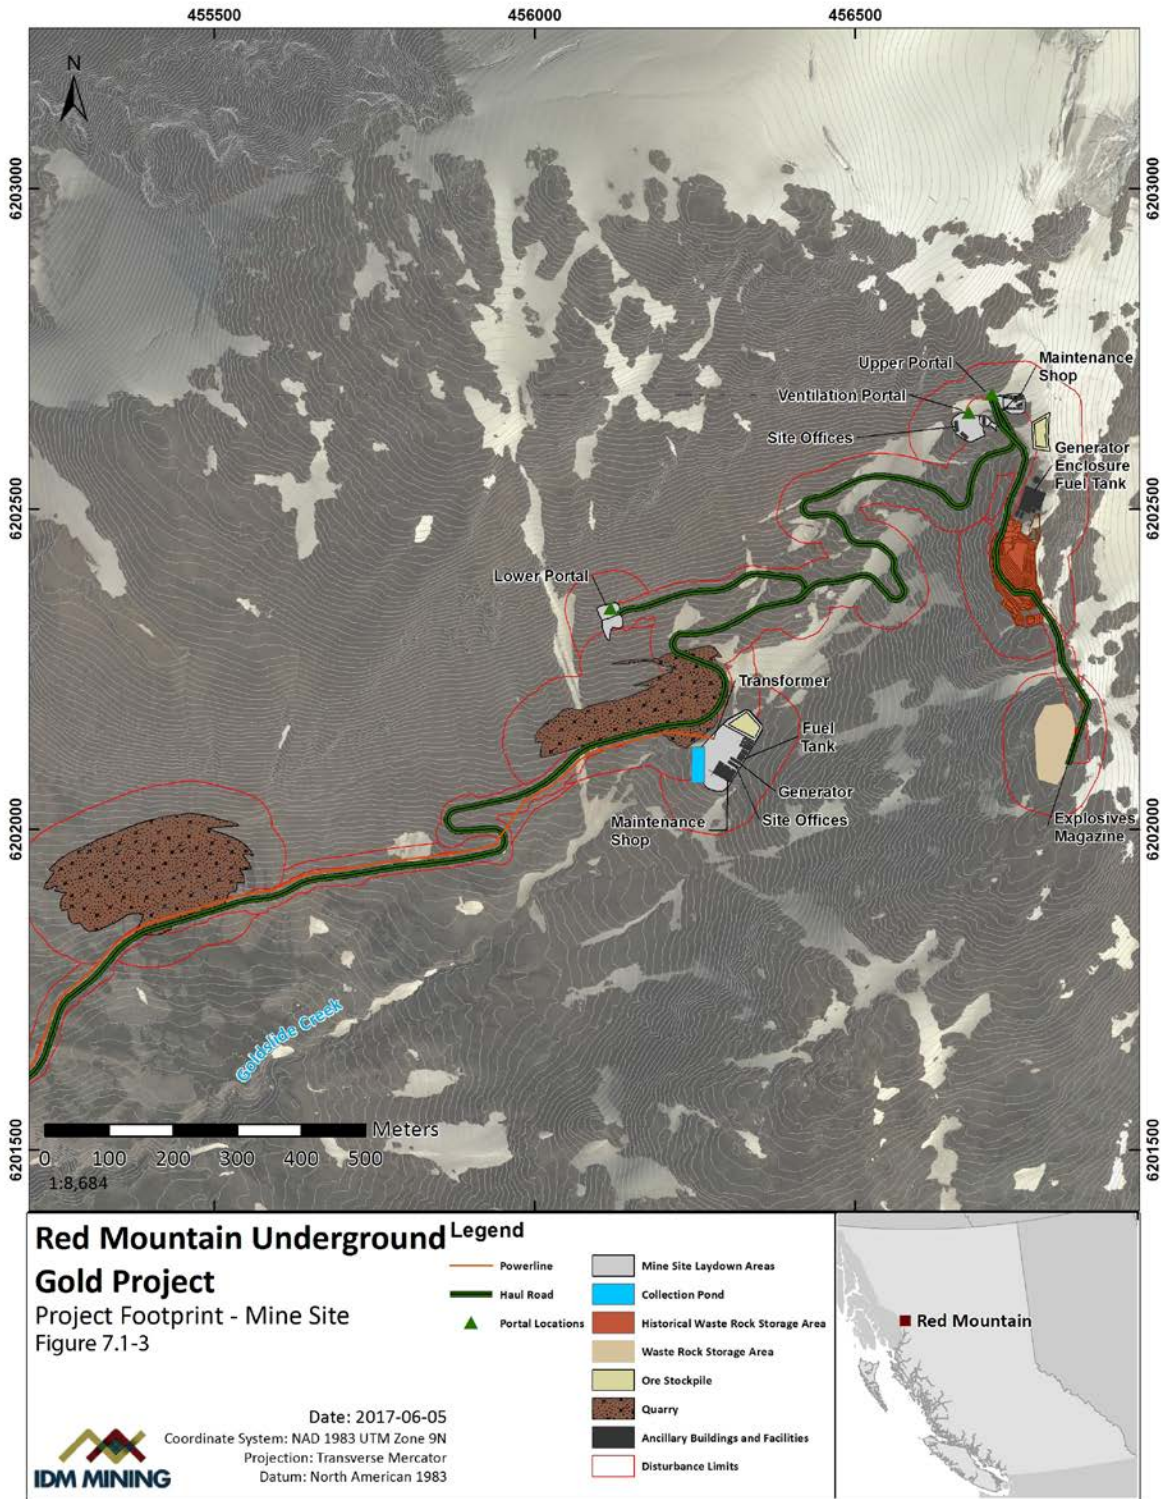 455500
456000
456500
N
6203000
6203000
Upper Portal
Maintenance
Shop
Ventilation Portal
Site Offices
Generator
Enclosure
Fuel Tank
6202500
6202500
Lower Portal
Transformer
Fuel
Tank
Generator
Site Offices
Maintenance
Shop
Explosives
Magazine
6202000
6202000
Goldslide Creek
Meters
0 100 200 300 400 500
1:8,684
6201500
6201500
Red Mountain Underground
Gold Project
Project Footprint - Mine Site
Figure 7.1-3
Legend
Powerline
Haul Road
Portal Locations
Mine Site Laydown Areas
Collection Pond
Historical Waste Rock Storage Area
Waste Rock Storage Area
Ore Stockpile
Quarry
Ancillary Buildings and Facilities
Disturbance Limits
Red Mountain
Date: 2017-06-05
Coordinate System: NAD 1983 UTM Zone 9N
Projection: Transverse Mercator
Datum: North American 1983
IDM MINING